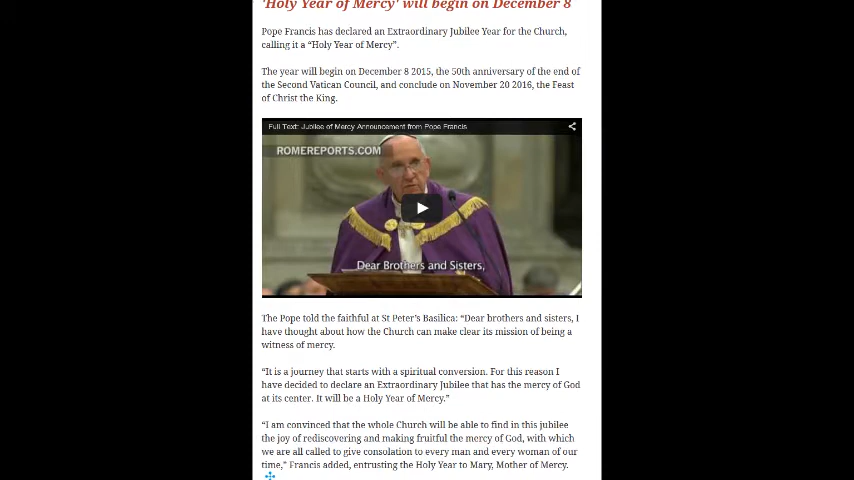 'Holy Year of Mercy' will begin on December 8
Pope Francis has declared an Extraordinary Jubilee Year for the Church,
calling it a “Holy Year of Mercy”.
The year will begin on December 8 2015, the 50th anniversary of the end of
the Second Vatican Council, and conclude on November 20 2016, the Feast
of Christ the King.
Full Text: Jubilee of Mercy Announcement from Pope Francis
ROMEREPORTS.COM
Dear Brothers and Sisters,
The Pope told the faithful at St Peter’s Basilica: “Dear brothers and sisters, I
have thought about how the Church can make clear its mission of being a
witness of mercy.
“It is a journey that starts with a spiritual conversion. For this reason I
have decided to declare an Extraordinary Jubilee that has the mercy of God
at its center. It will be a Holy Year of Mercy.”
“I am convinced that the whole Church will be able to find in this jubilee
the joy of rediscovering and making fruitful the mercy of God, with which
we are all called to give consolation to every man and every woman of our
time,” Francis added, entrusting the Holy Year to Mary, Mother of Mercy.